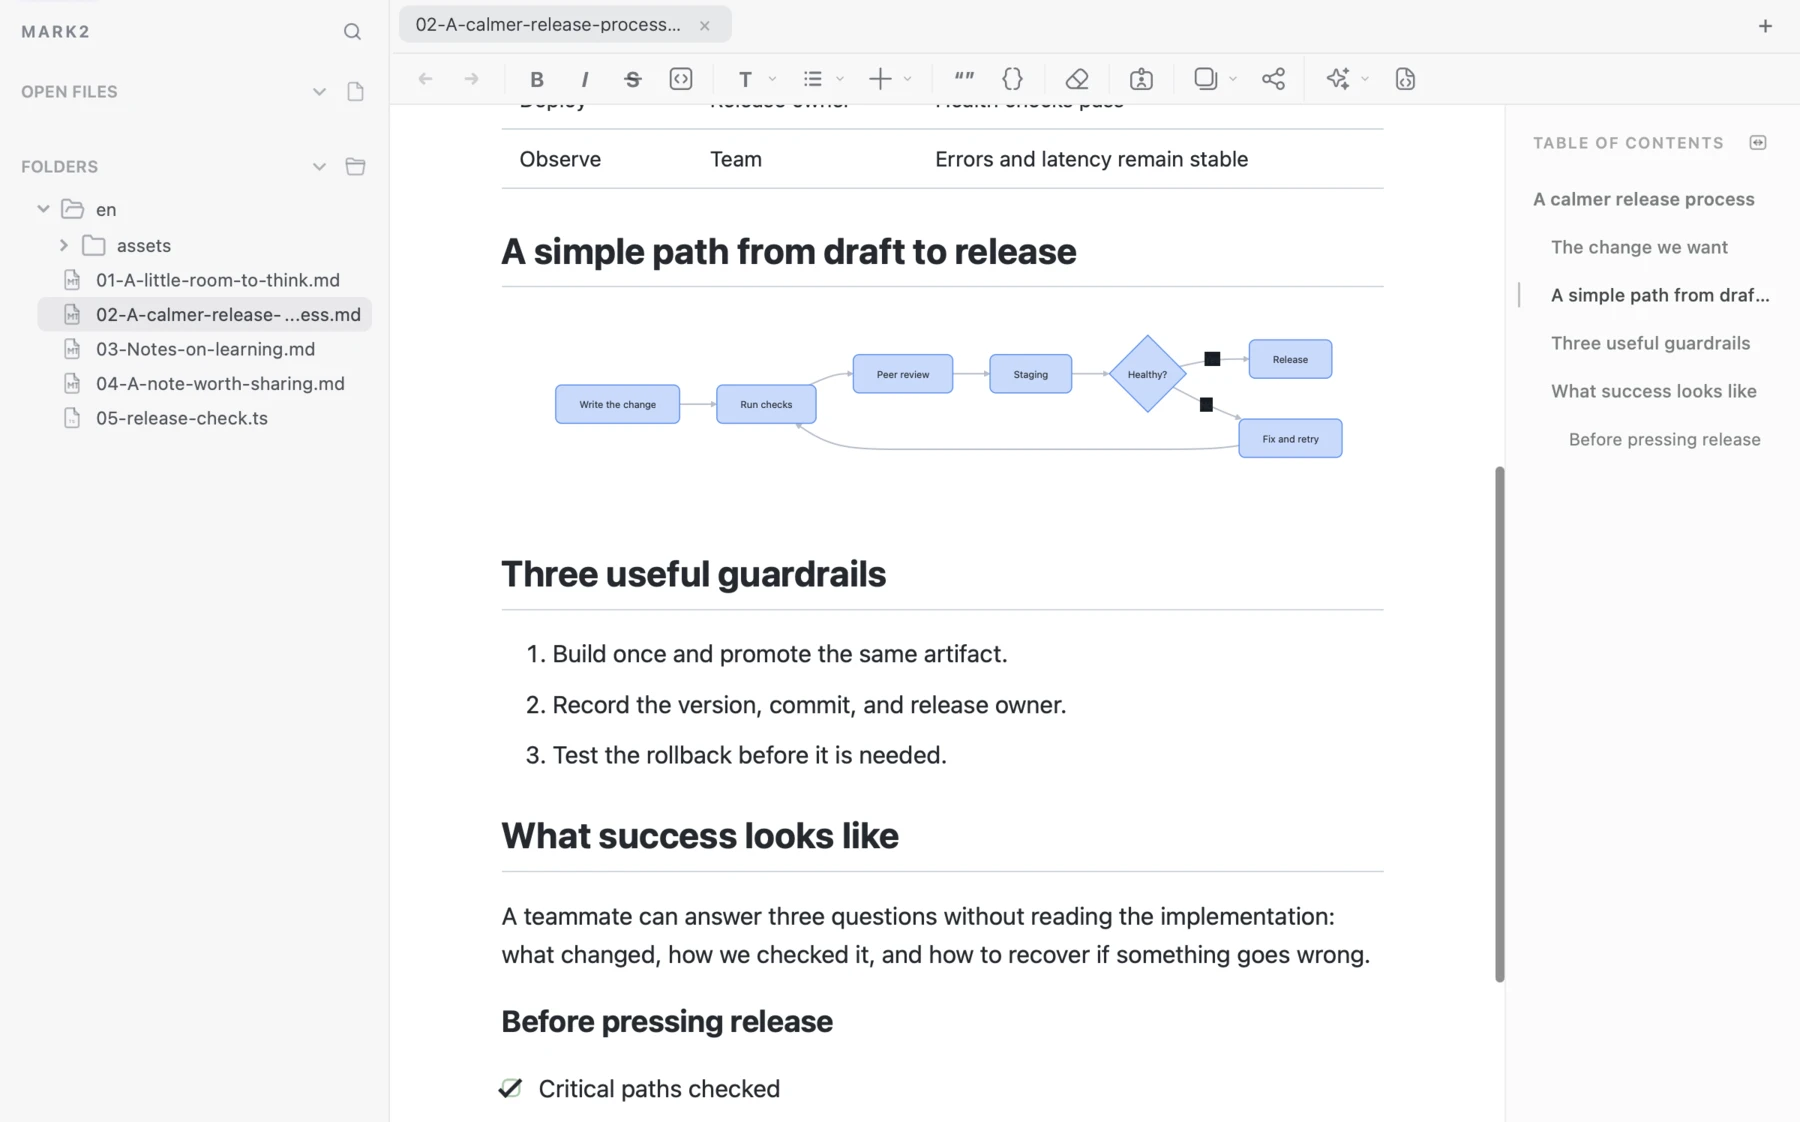 MARK2
OPEN FILES
FOLDERS
en
assets
01-A-little-room-to-think.md
02-A-calmer-release- ...ess.md
03-Notes-on-learning.md
04-A-note-worth-sharing.md
05-release-check.ts
02-A-calmer-release-process...
Deploy Release owner Health checks pass
Observe Team Errors and latency remain stable
A simple path from draft to release
Write the change
Run checks
Peer review
Staging
Healthy?
Release
Fix and retry
Three useful guardrails
1. Build once and promote the same artifact.
2. Record the version, commit, and release owner.
3. Test the rollback before it is needed.
What success looks like
A teammate can answer three questions without reading the implementation:
what changed, how we checked it, and how to recover if something goes wrong.
Before pressing release
Critical paths checked
TABLE OF CONTENTS
A calmer release process
The change we want
A simple path from draf...
Three useful guardrails
What success looks like
Before pressing release